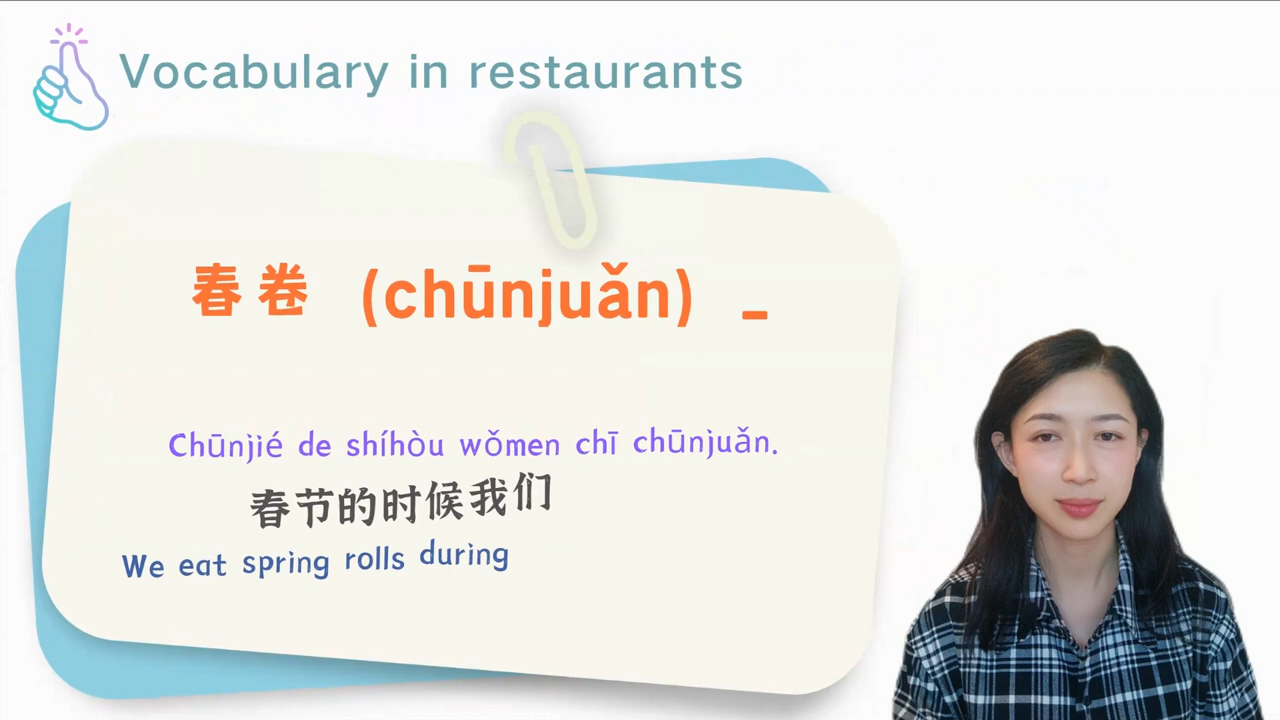 Vocabulary in restaurants
春卷 (chūnjuǎn) -
Chūnjié de shíhòu wǒmen chī chūnjuǎn.
春节的时候我们
We eat spring rolls during